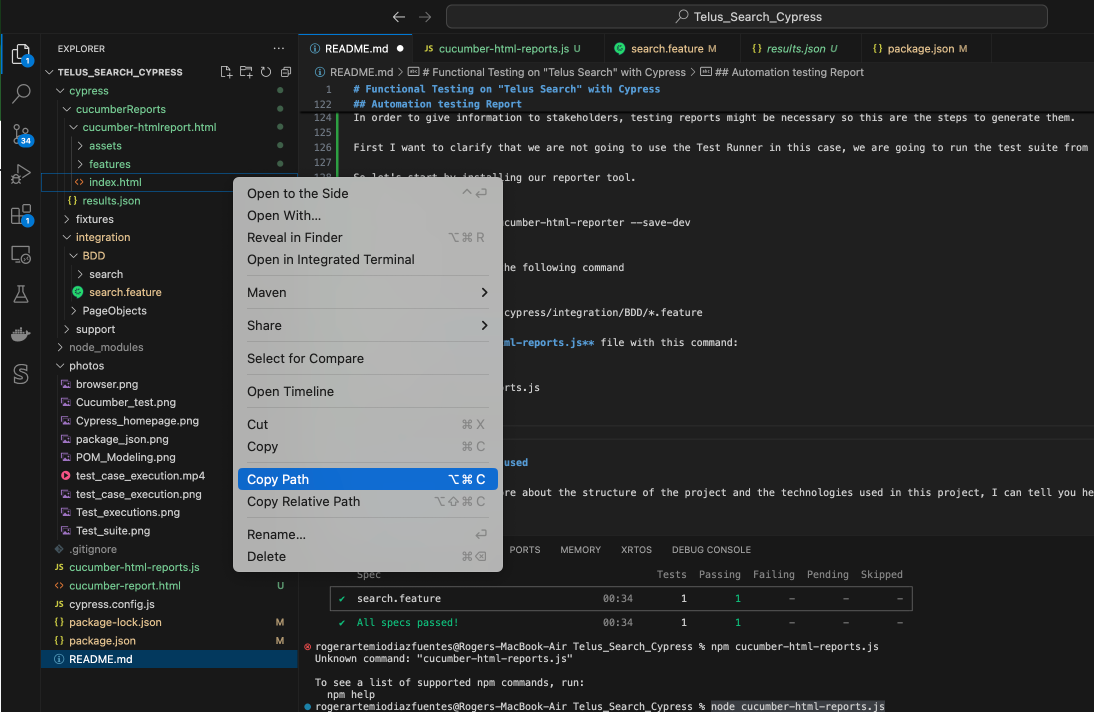 Telus_Search_Cypress
EXPLORER
TELUS_SEARCH_CYPRESS
cypress
cucumberReports
cucumber-htmlreport.html
assets
features
index.html
{} results.json
fixtures
integration
BDD
search
search.feature
PageObjects
support
node_modules
photos
browser.png
Cucumber_test.png
Cypress_homepage.png
package_json.png
POM_Modeling.png
test_case_execution.mp4
test_case_execution.png
Test_executions.png
Test_suite.png
.gitignore
JS cucumber-html-reports.js
<> cucumber-report.html U
JS cypress.config.js
{} package-lock.json M
{} package.json M
README.md
1
34
1
README.md ●
JS cucumber-html-reports.js U
search.feature M
{} results.json U
{} package.json M
README.md > # Functional Testing on "Telus Search" with Cypress > ## Automation testing Report
1 # Functional Testing on "Telus Search" with Cypress
122 ## Automation testing Report
124 In order to give information to stakeholders, testing reports might be necessary so this are the steps to generate them.
125
126 First I want to clarify that we are not going to use the Test Runner in this case, we are going to run the test suite from
127
128 So let's start by installing our reporter tool.
cumber-html-reporter --save-dev
he following command
cypress/integration/BDD/*.feature
ml-reports.js** file with this command:
rts.js
used
re about the structure of the project and the technologies used in this project, I can tell you he
Open to the Side ^ ↩
Open With...
Reveal in Finder ⌥ ⌘ R
Open in Integrated Terminal
Maven >
Share >
Select for Compare
Open Timeline
Cut ⌘ X
Copy ⌘ C
Copy Path ⌥ ⌘ C
Copy Relative Path ⌥ ⇧ ⌘ C
Rename... ↩
Delete ⌘ ⌫
PORTS MEMORY XRTOS DEBUG CONSOLE
Spec Tests Passing Failing Pending Skipped
✔ search.feature 00:34 1 1 – – –
✔ All specs passed! 00:34 1 1 – – –
rogerartemiodiazfuentes@Rogers-MacBook-Air Telus_Search_Cypress % npm cucumber-html-reports.js
Unknown command: "cucumber-html-reports.js"
To see a list of supported npm commands, run:
npm help
rogerartemiodiazfuentes@Rogers-MacBook-Air Telus_Search_Cypress % node cucumber-html-reports.js